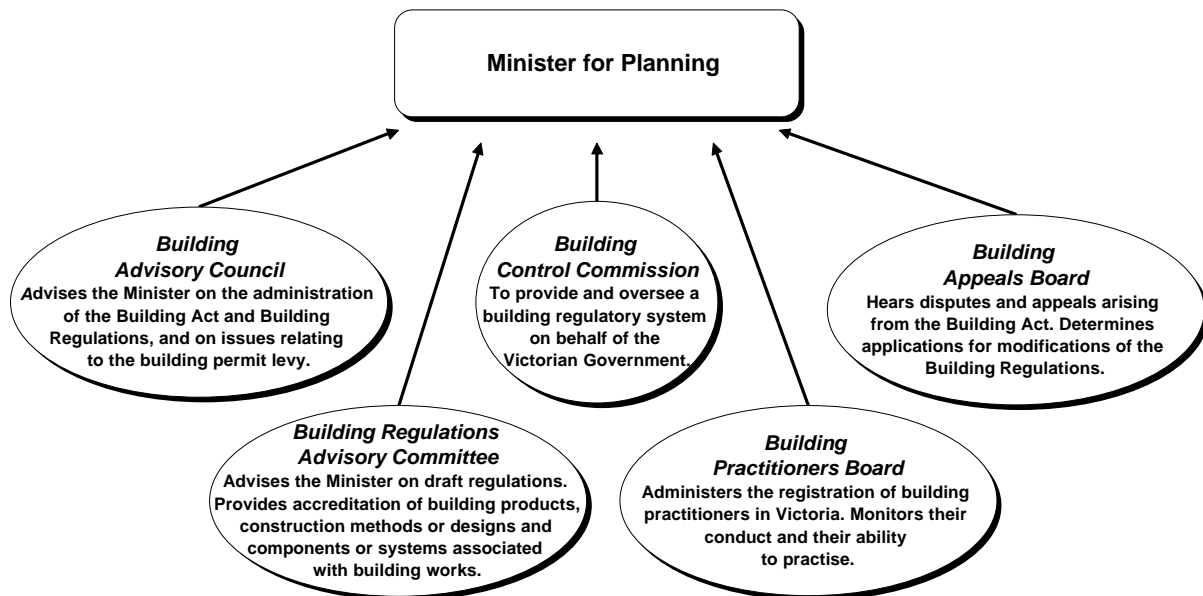 Minister for Planning
Building
Advisory Council
Advises the Minister on the administration
of the Building Act and Building
Regulations, and on issues relating
to the building permit levy.
Building
Control Commission
To provide and oversee a
building regulatory system
on behalf of the
Victorian Government.
Building
Appeals Board
Hears disputes and appeals arising
from the Building Act. Determines
applications for modifications of the
Building Regulations.
Building Regulations
Advisory Committee
Advises the Minister on draft regulations.
Provides accreditation of building products,
construction methods or designs and
components or systems associated
with building works.
Building
Practitioners Board
Administers the registration of building
practitioners in Victoria. Monitors their
conduct and their ability
to practise.